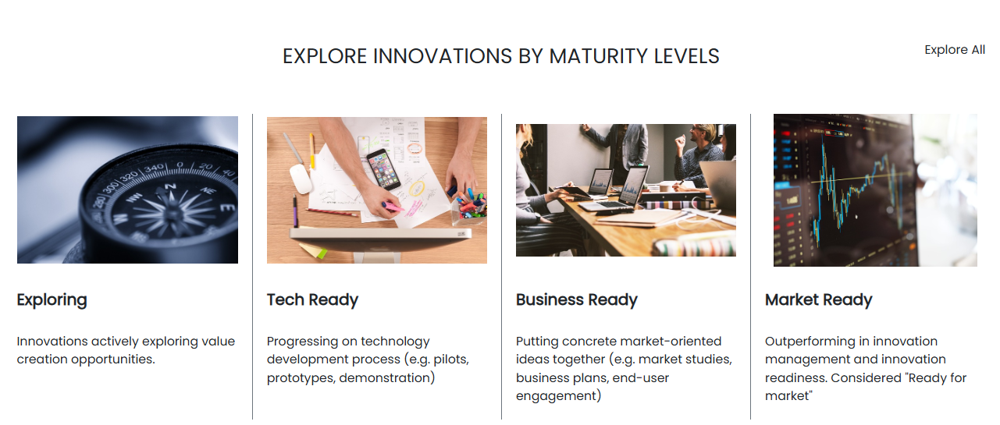 EXPLORE INNOVATIONS BY MATURITY LEVELS
Explore All
Exploring
Innovations actively exploring value
creation opportunities.
Tech Ready
Progressing on technology
development process (e.g. pilots,
prototypes, demonstration)
Business Ready
Putting concrete market-oriented
ideas together (e.g. market studies,
business plans, end-user
engagement)
Market Ready
Outperforming in innovation
management and innovation
readiness. Considered "Ready for
market"